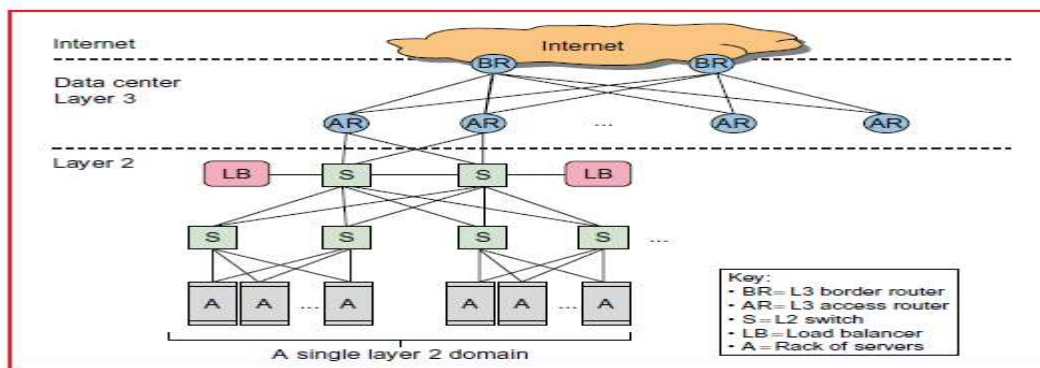 Internet
Internet
BR BR
Data center
Layer 3
AR AR ... AR AR
Layer 2
LB S S LB
S S S S ...
A A ... A A A ... A
A single layer 2 domain
Key:
• BR = L3 border router
• AR = L3 access router
• S = L2 switch
• LB = Load balancer
• A = Rack of servers